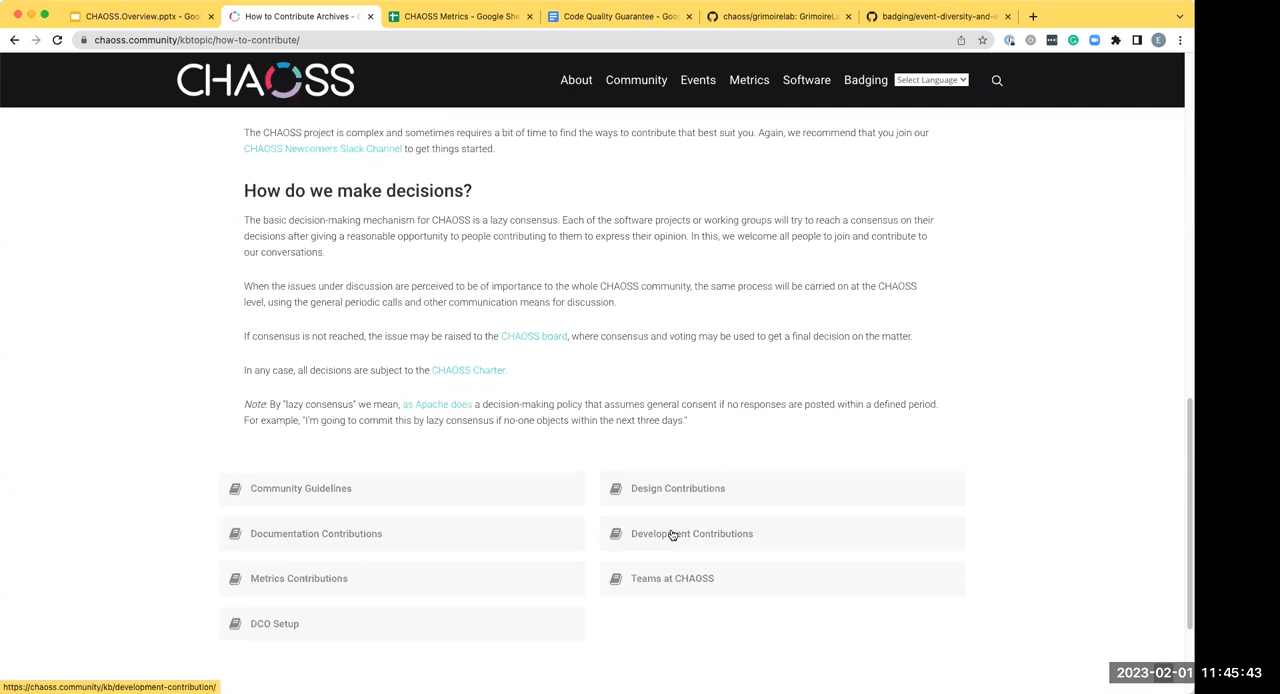 CHAOSS.Overview.pptx - Goo
How to Contribute Archives - C
CHAOSS Metrics - Google She
Code Quality Guarantee - Goo
chaoss/grimoirelab: GrimoireLa
badging/event-diversity-and-i
chaoss.community/kbtopic/how-to-contribute/
E
CHAOSS
About
Community
Events
Metrics
Software
Badging
Select Language
The CHAOSS project is complex and sometimes requires a bit of time to find the ways to contribute that best suit you. Again, we recommend that you join our
CHAOSS Newcomers Slack Channel to get things started.
How do we make decisions?
The basic decision-making mechanism for CHAOSS is a lazy consensus. Each of the software projects or working groups will try to reach a consensus on their
decisions after giving a reasonable opportunity to people contributing to them to express their opinion. In this, we welcome all people to join and contribute to
our conversations.
When the issues under discussion are perceived to be of importance to the whole CHAOSS community, the same process will be carried on at the CHAOSS
level, using the general periodic calls and other communication means for discussion.
If consensus is not reached, the issue may be raised to the CHAOSS board, where consensus and voting may be used to get a final decision on the matter.
In any case, all decisions are subject to the CHAOSS Charter.
Note: By “lazy consensus” we mean, as Apache does a decision-making policy that assumes general consent if no responses are posted within a defined period.
For example, “I’m going to commit this by lazy consensus if no-one objects within the next three days.”
Community Guidelines
Design Contributions
Documentation Contributions
Development Contributions
Metrics Contributions
Teams at CHAOSS
DCO Setup
https://chaoss.community/kb/development-contribution/
2023-02-01 11:45:43